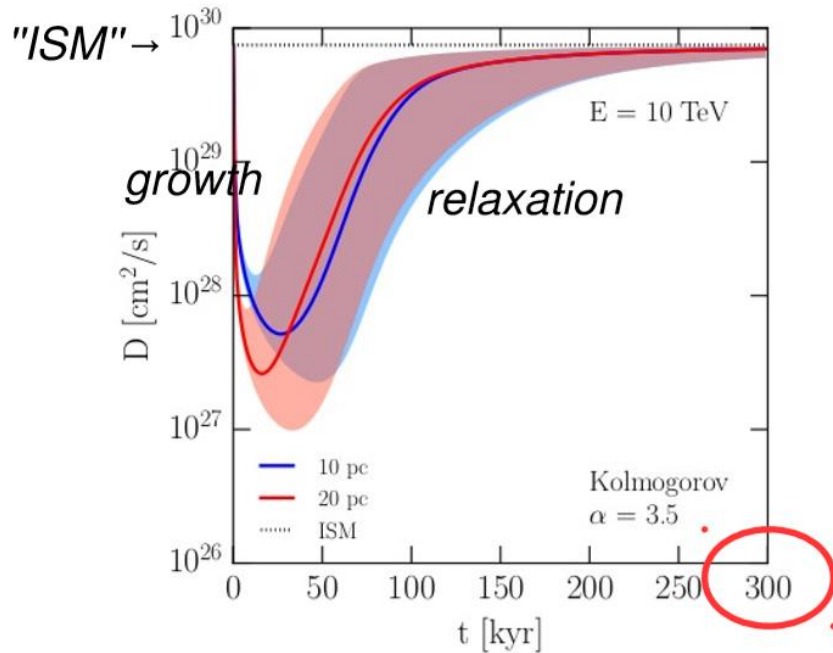 "ISM" →
10^30
10^29
10^28
10^27
10^26
D [cm^2/s]
growth
relaxation
E = 10 TeV
10 pc
20 pc
ISM
Kolmogorov
α = 3.5
0 50 100 150 200 250 300
t [kyr]